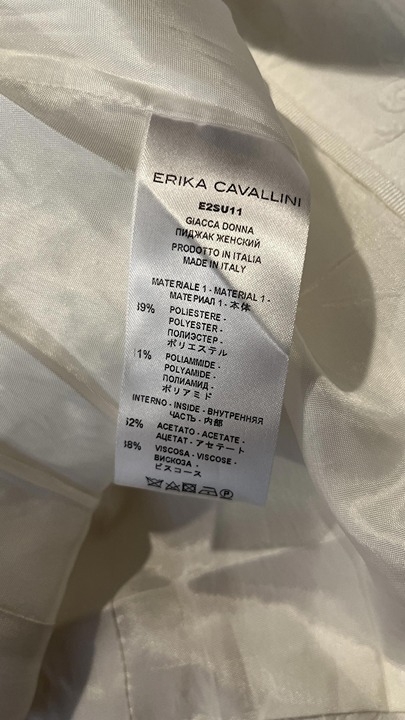 ERIKA CAVALLINI
E2SU11
GIACCA DONNA
ПИДЖАК ЖЕНСКИЙ
PRODOTTO IN ITALIA
MADE IN ITALY
MATERIALE 1 - MATERIAL 1 -
МАТЕРИАЛ 1 - 本体
POLIESTERE -
POLYESTER -
ПОЛИЭСТЕР -
ポリエステル
POLIAMMIDE -
POLYAMIDE -
ПОЛИАМИД -
ポリアミド
INTERNO - INSIDE - ВНУТРЕННЯЯ
ЧАСТЬ - 内部
ACETATO - ACETATE -
АЦЕТАТ - アセテート
VISCOSA - VISCOSE -
ВИСКОЗА -
ビスコース